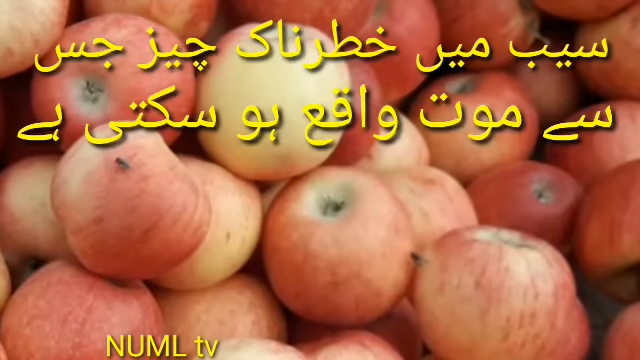 سیب میں خطرناک چیز جس
سے موت واقع ہو سکتی ہے
NUML tv